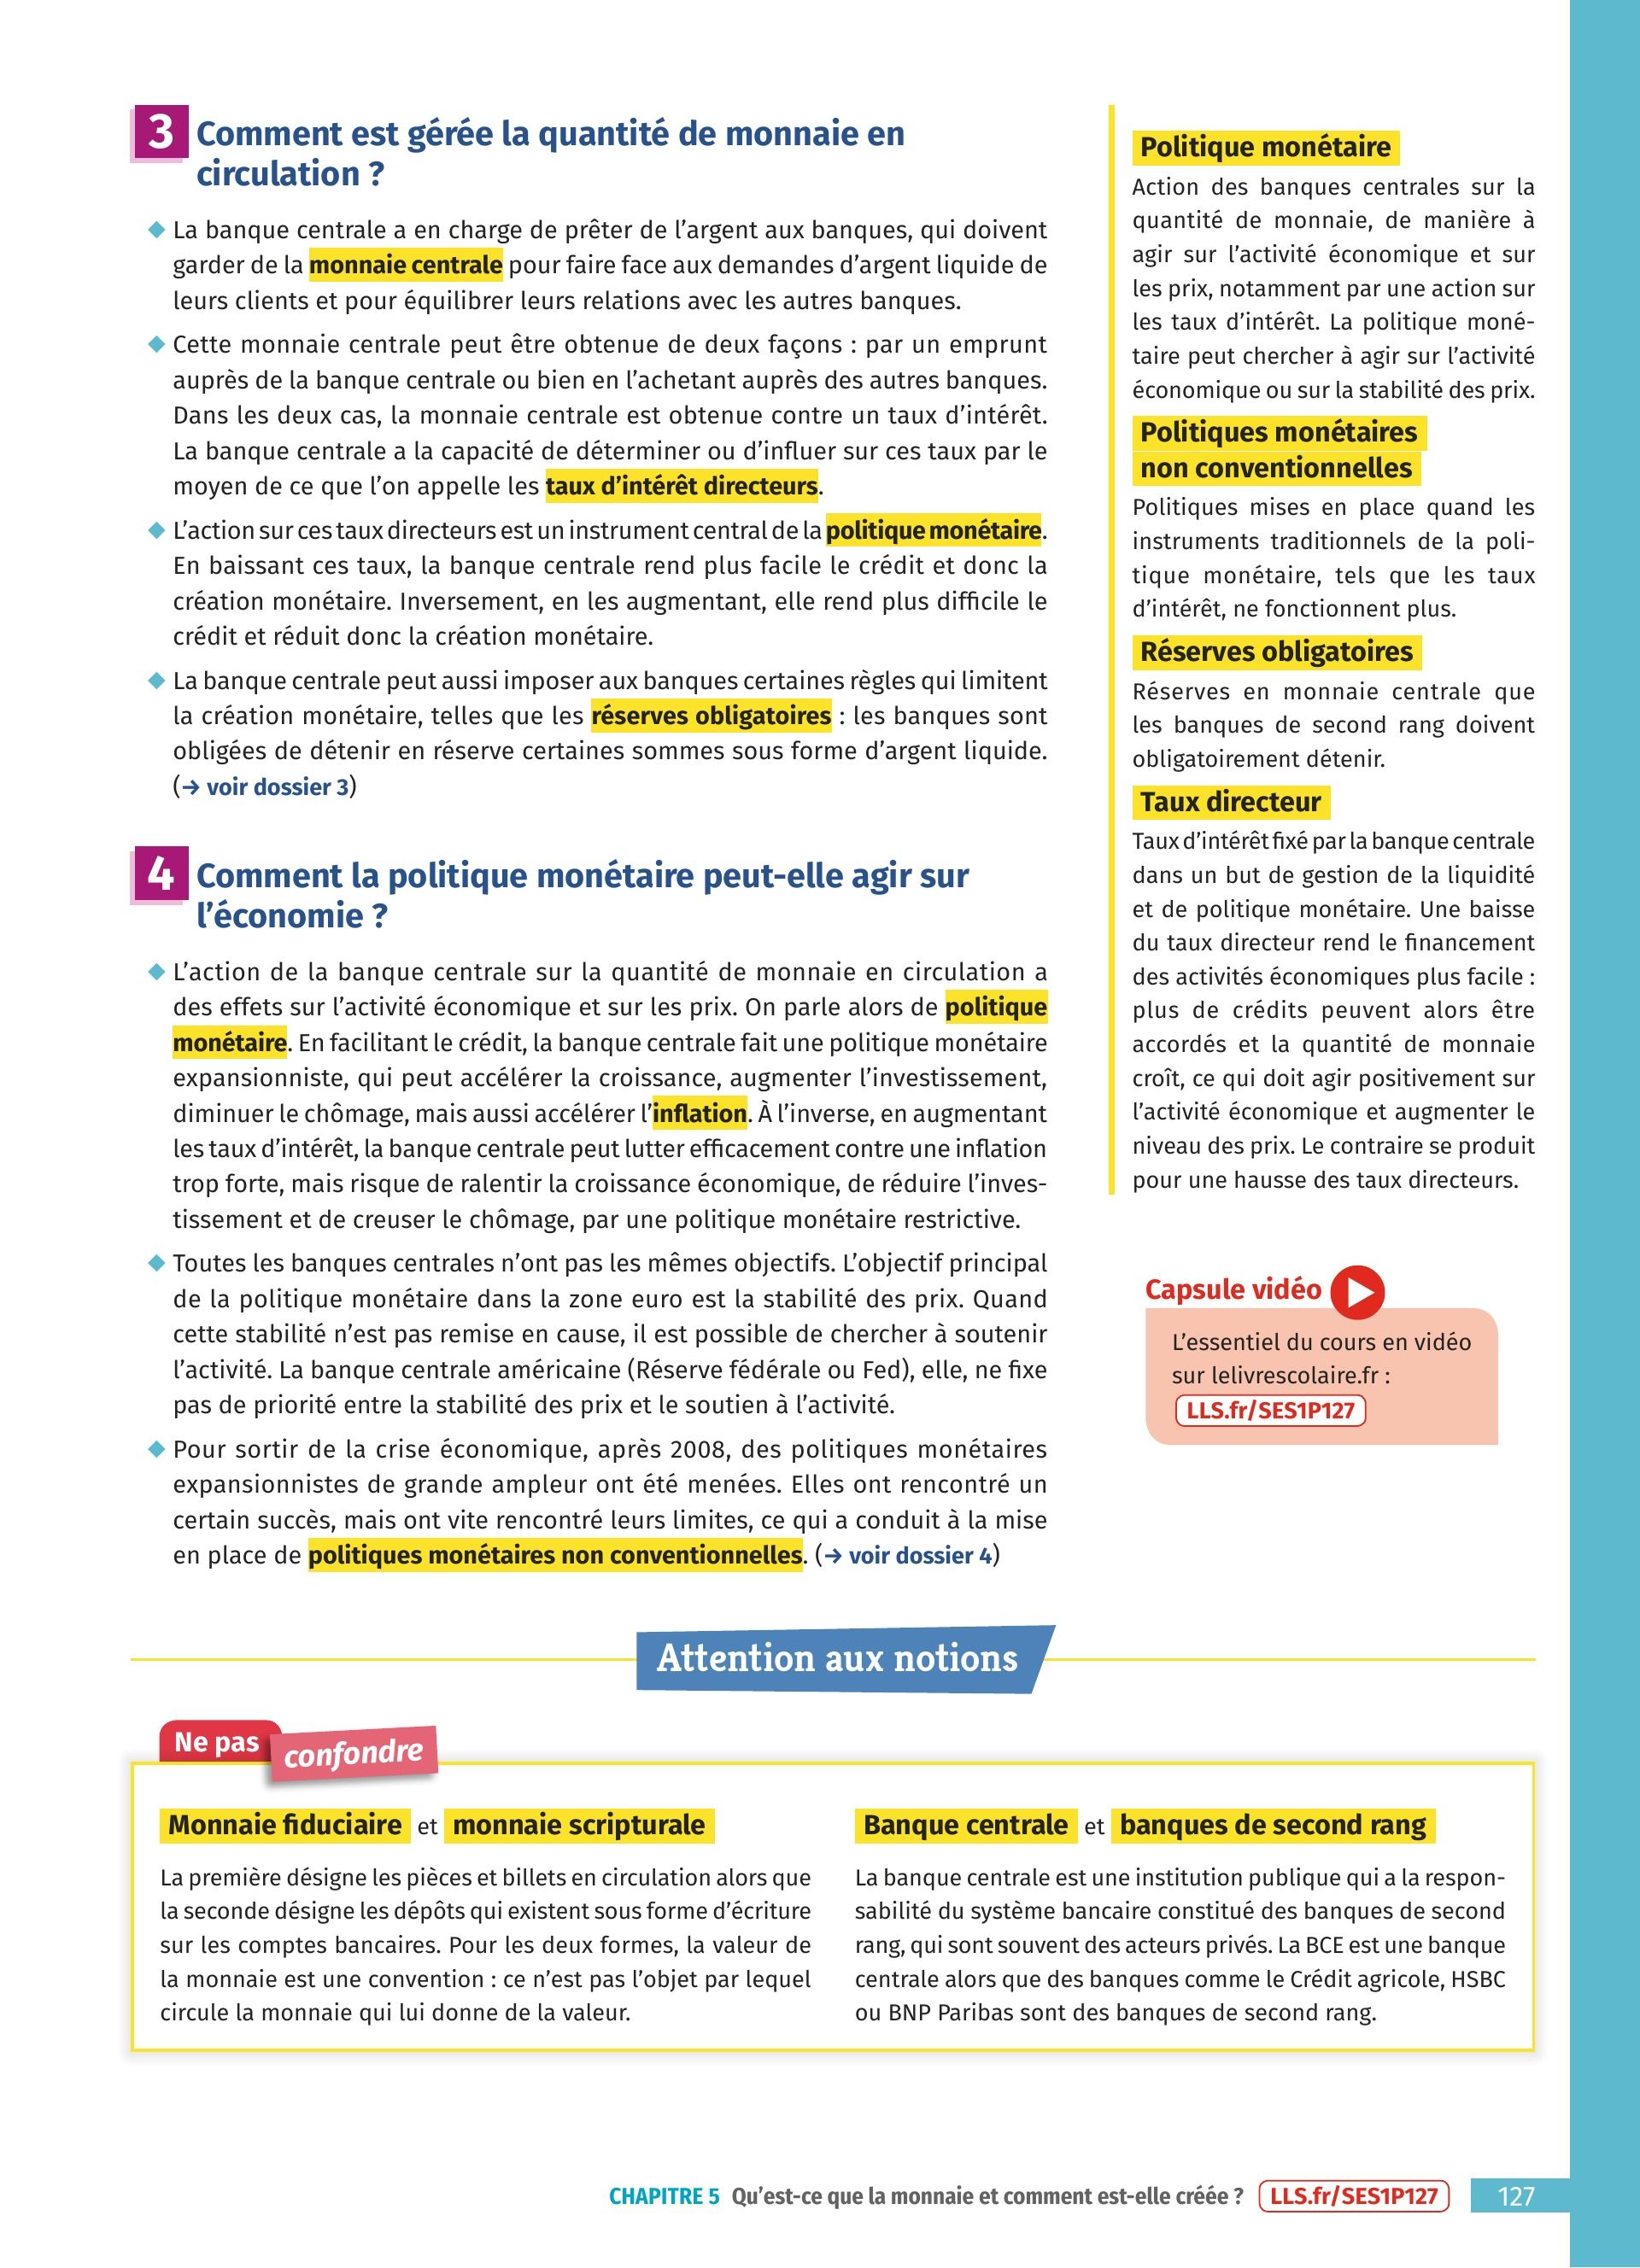 3 Comment est gérée la quantité de monnaie en
circulation ?
◆ La banque centrale a en charge de prêter de l’argent aux banques, qui doivent
garder de la monnaie centrale pour faire face aux demandes d’argent liquide de
leurs clients et pour équilibrer leurs relations avec les autres banques.
◆ Cette monnaie centrale peut être obtenue de deux façons : par un emprunt
auprès de la banque centrale ou bien en l’achetant auprès des autres banques.
Dans les deux cas, la monnaie centrale est obtenue contre un taux d’intérêt.
La banque centrale a la capacité de déterminer ou d’influer sur ces taux par le
moyen de ce que l’on appelle les taux d’intérêt directeurs.
◆ L’action sur ces taux directeurs est un instrument central de la politique monétaire.
En baissant ces taux, la banque centrale rend plus facile le crédit et donc la
création monétaire. Inversement, en les augmentant, elle rend plus difficile le
crédit et réduit donc la création monétaire.
◆ La banque centrale peut aussi imposer aux banques certaines règles qui limitent
la création monétaire, telles que les réserves obligatoires : les banques sont
obligées de détenir en réserve certaines sommes sous forme d’argent liquide.
(→ voir dossier 3)
4 Comment la politique monétaire peut-elle agir sur
l’économie ?
◆ L’action de la banque centrale sur la quantité de monnaie en circulation a
des effets sur l’activité économique et sur les prix. On parle alors de politique
monétaire. En facilitant le crédit, la banque centrale fait une politique monétaire
expansionniste, qui peut accélérer la croissance, augmenter l’investissement,
diminuer le chômage, mais aussi accélérer l’inflation. À l’inverse, en augmentant
les taux d’intérêt, la banque centrale peut lutter efficacement contre une inflation
trop forte, mais risque de ralentir la croissance économique, de réduire l’inves-
tissement et de creuser le chômage, par une politique monétaire restrictive.
◆ Toutes les banques centrales n’ont pas les mêmes objectifs. L’objectif principal
de la politique monétaire dans la zone euro est la stabilité des prix. Quand
cette stabilité n’est pas remise en cause, il est possible de chercher à soutenir
l’activité. La banque centrale américaine (Réserve fédérale ou Fed), elle, ne fixe
pas de priorité entre la stabilité des prix et le soutien à l’activité.
◆ Pour sortir de la crise économique, après 2008, des politiques monétaires
expansionnistes de grande ampleur ont été menées. Elles ont rencontré un
certain succès, mais ont vite rencontré leurs limites, ce qui a conduit à la mise
en place de politiques monétaires non conventionnelles. (→ voir dossier 4)
Politique monétaire
Action des banques centrales sur la
quantité de monnaie, de manière à
agir sur l’activité économique et sur
les prix, notamment par une action sur
les taux d’intérêt. La politique moné-
taire peut chercher à agir sur l’activité
économique ou sur la stabilité des prix.
Politiques monétaires
non conventionnelles
Politiques mises en place quand les
instruments traditionnels de la poli-
tique monétaire, tels que les taux
d’intérêt, ne fonctionnent plus.
Réserves obligatoires
Réserves en monnaie centrale que
les banques de second rang doivent
obligatoirement détenir.
Taux directeur
Taux d’intérêt fixé par la banque centrale
dans un but de gestion de la liquidité
et de politique monétaire. Une baisse
du taux directeur rend le financement
des activités économiques plus facile :
plus de crédits peuvent alors être
accordés et la quantité de monnaie
croît, ce qui doit agir positivement sur
l’activité économique et augmenter le
niveau des prix. Le contraire se produit
pour une hausse des taux directeurs.
Capsule vidéo
L’essentiel du cours en vidéo
sur lelivrescolaire.fr :
LLS.fr/SES1P127
Attention aux notions
Ne pas confondre
Monnaie fiduciaire et monnaie scripturale
La première désigne les pièces et billets en circulation alors que
la seconde désigne les dépôts qui existent sous forme d’écriture
sur les comptes bancaires. Pour les deux formes, la valeur de
la monnaie est une convention : ce n’est pas l’objet par lequel
circule la monnaie qui lui donne de la valeur.
Banque centrale et banques de second rang
La banque centrale est une institution publique qui a la respon-
sabilité du système bancaire constitué des banques de second
rang, qui sont souvent des acteurs privés. La BCE est une banque
centrale alors que des banques comme le Crédit agricole, HSBC
ou BNP Paribas sont des banques de second rang.
CHAPITRE 5 Qu’est-ce que la monnaie et comment est-elle créée ? LLS.fr/SES1P127 127